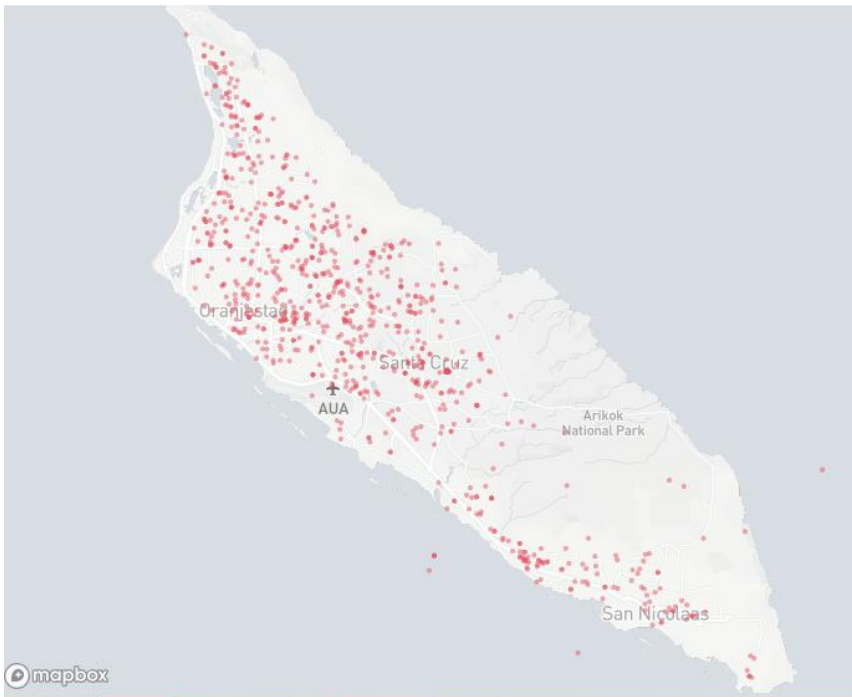 Oranjestad
Santa Cruz
AUA
Arikok
National Park
San Nicolaas
mapbox